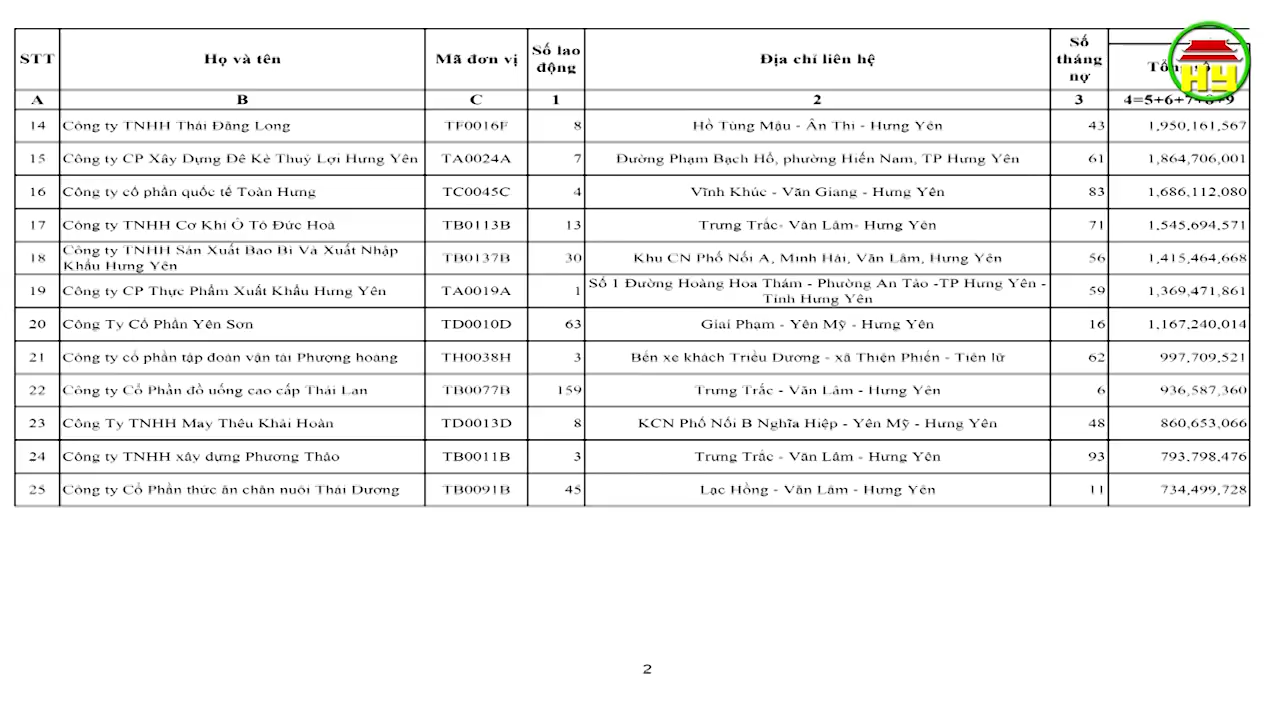 STT Họ và tên Mã đơn vị Số lao động Địa chỉ liên hệ Số tháng nợ
A B C 1 2 3 4=5+6+7+8+9
14 Công ty TNHH Thái Đăng Long TF0016F 8 Hồ Tùng Mậu - Ân Thi - Hưng Yên 43 1,950,161,567
15 Công ty CP Xây Dựng Đê Kè Thuỷ Lợi Hưng Yên TA0024A 7 Đường Phạm Bạch Hổ, phường Hiến Nam, TP Hưng Yên 61 1,864,706,001
16 Công ty cổ phần quốc tế Toàn Hưng TC0045C 4 Vĩnh Khúc - Văn Giang - Hưng Yên 83 1,686,112,080
17 Công ty TNHH Cơ Khí Ô Tô Đức Hoà TB0113B 13 Trưng Trắc- Văn Lâm- Hưng Yên 71 1,545,694,571
18 Công ty TNHH Sản Xuất Bao Bì Và Xuất Nhập Khẩu Hưng Yên TB0137B 30 Khu CN Phố Nối A, Minh Hải, Văn Lâm, Hưng Yên 56 1,415,464,668
19 Công ty CP Thực Phẩm Xuất Khẩu Hưng Yên TA0019A 1 Số 1 Đường Hoàng Hoa Thám - Phường An Tảo -TP Hưng Yên - Tỉnh Hưng Yên 59 1,369,471,861
20 Công Ty Cổ Phần Yên Sơn TD0010D 63 Giai Phạm - Yên Mỹ - Hưng Yên 16 1,167,240,014
21 Công ty cổ phần tập đoàn vận tải Phượng hoàng TH0038H 3 Bến xe khách Triều Dương - xã Thiện Phiến - Tiên lữ 62 997,709,521
22 Công ty Cổ Phần đồ uống cao cấp Thái Lan TB0077B 159 Trưng Trắc - Văn Lâm - Hưng Yên 6 936,587,360
23 Công Ty TNHH May Thêu Khải Hoàn TD0013D 8 KCN Phố Nối B Nghĩa Hiệp - Yên Mỹ - Hưng Yên 48 860,653,066
24 Công ty TNHH xây dựng Phương Thảo TB0011B 3 Trưng Trắc - Văn Lâm - Hưng Yên 93 793,798,476
25 Công ty Cổ Phần thức ăn chăn nuôi Thái Dương TB0091B 45 Lạc Hồng - Văn Lâm - Hưng Yên 11 734,499,728
2
HY